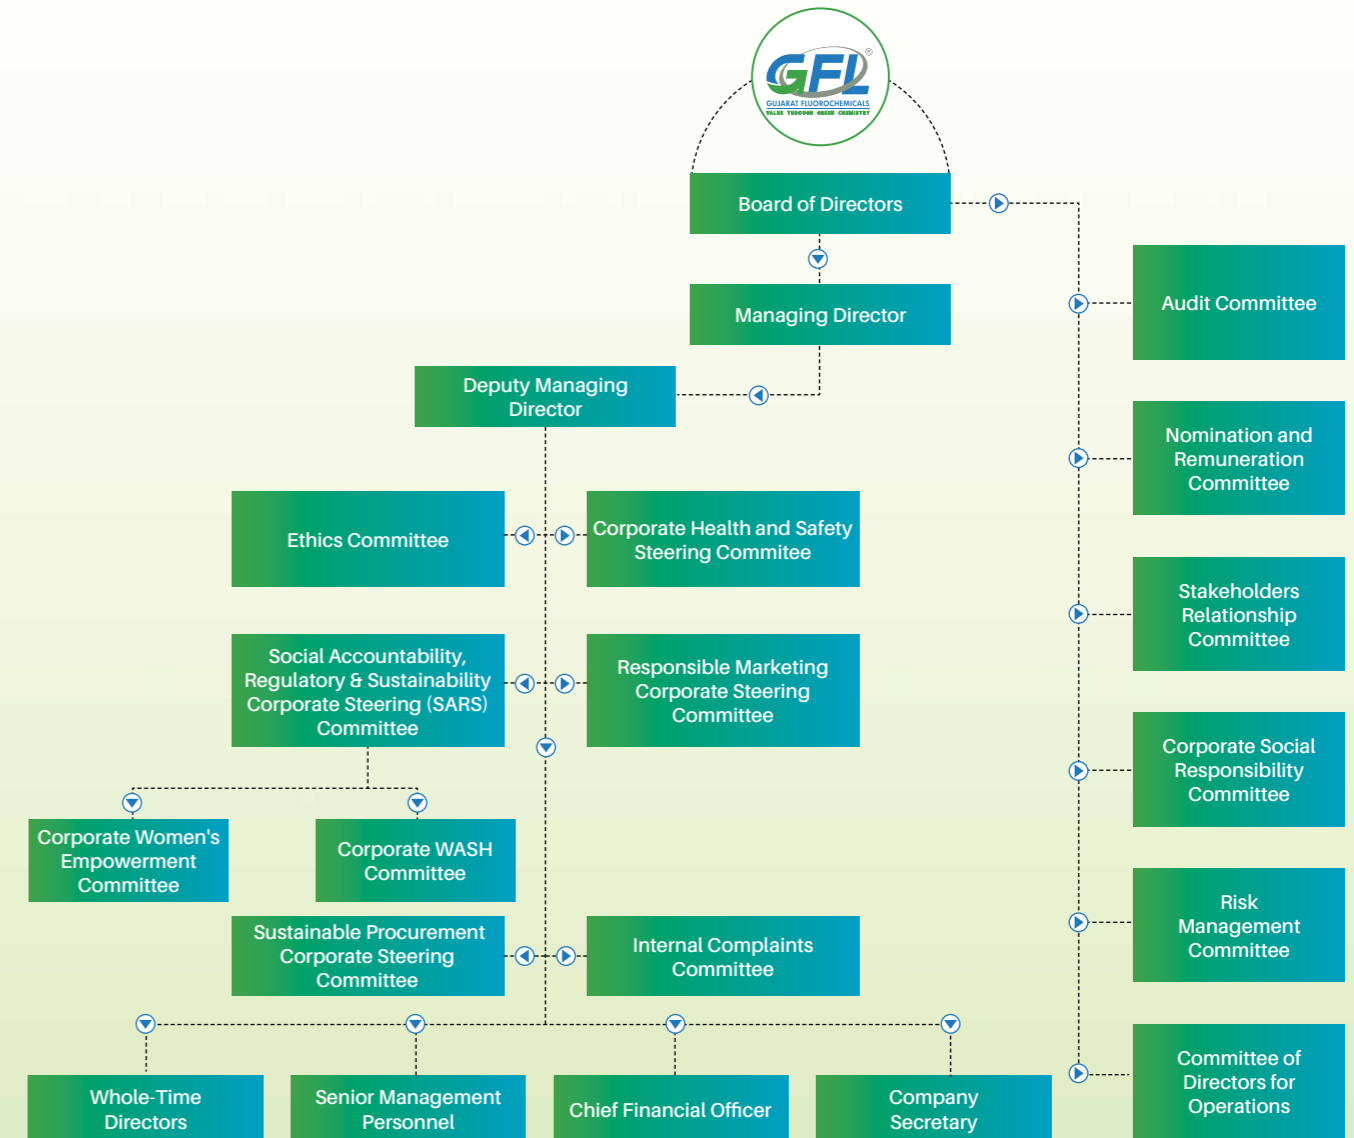 GFL®
GUJARAT FLUOROCHEMICALS
VALUE THROUGH GREEN CHEMISTRY
Board of Directors
Managing Director
Deputy Managing
Director
Ethics Committee
Corporate Health and Safety
Steering Commitee
Social Accountability,
Regulatory & Sustainability
Corporate Steering (SARS)
Committee
Responsible Marketing
Corporate Steering
Committee
Corporate Women's
Empowerment
Committee
Corporate WASH
Committee
Sustainable Procurement
Corporate Steering
Committee
Internal Complaints
Committee
Whole-Time
Directors
Senior Management
Personnel
Chief Financial Officer
Company
Secretary
Audit Committee
Nomination and
Remuneration
Committee
Stakeholders
Relationship
Committee
Corporate Social
Responsibility
Committee
Risk
Management
Committee
Committee of
Directors for
Operations